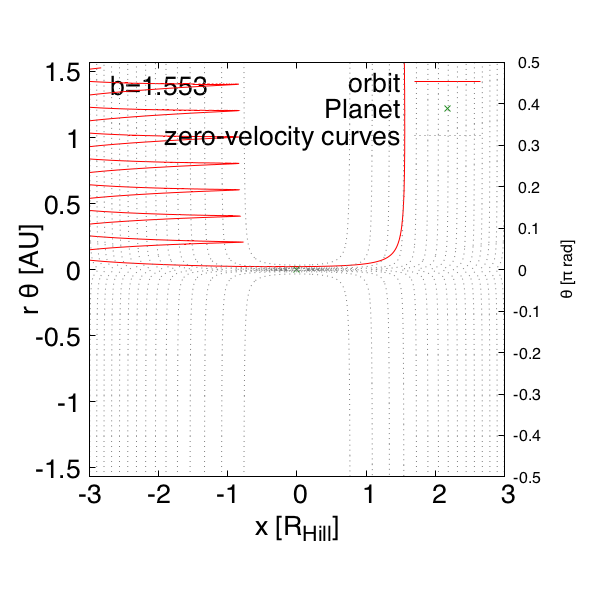 b=1.553
orbit
Planet
zero-velocity curves
1.5
1
0.5
0
-0.5
-1
-1.5
r θ [AU]
0.5
0.4
0.3
0.2
0.1
0
-0.1
-0.2
-0.3
-0.4
-0.5
θ [π rad]
-3 -2 -1 0 1 2 3
x [RHill]